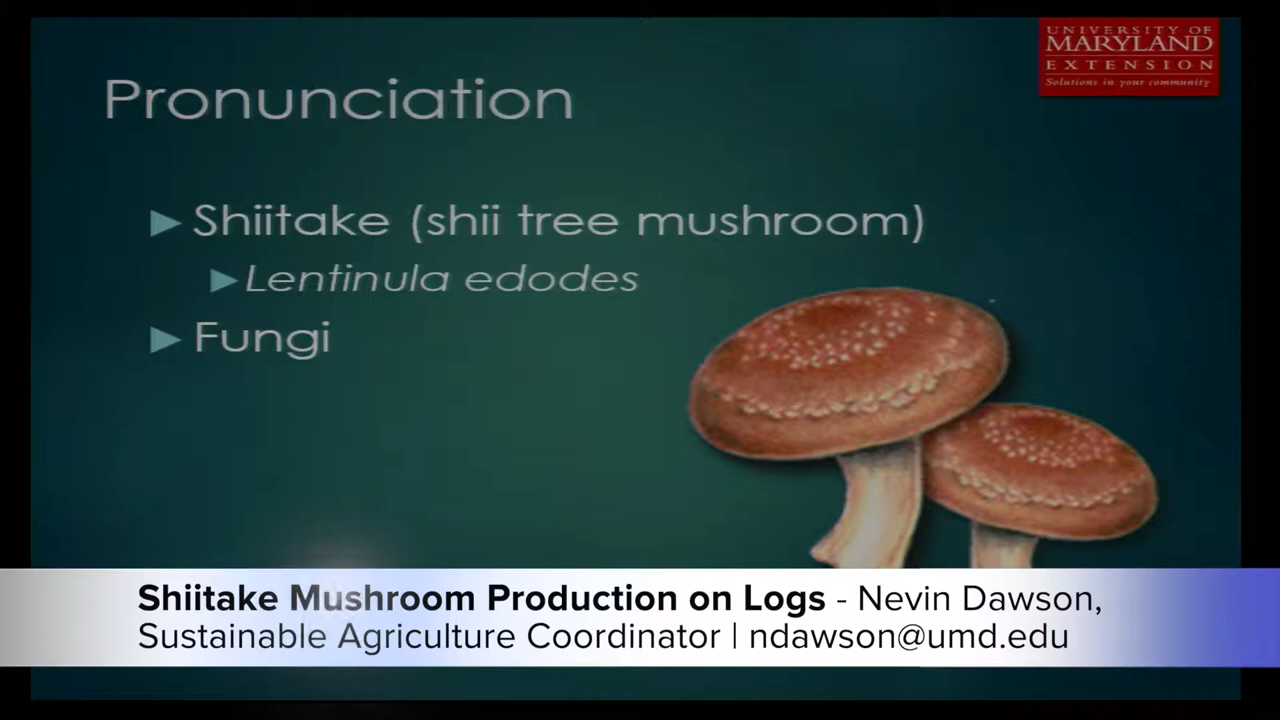 UNIVERSITY OF
MARYLAND
EXTENSION
Solutions in your community
Pronunciation
Shiitake (shii tree mushroom)
Lentinula edodes
Fungi
Shiitake Mushroom Production on Logs - Nevin Dawson,
Sustainable Agriculture Coordinator | ndawson@umd.edu